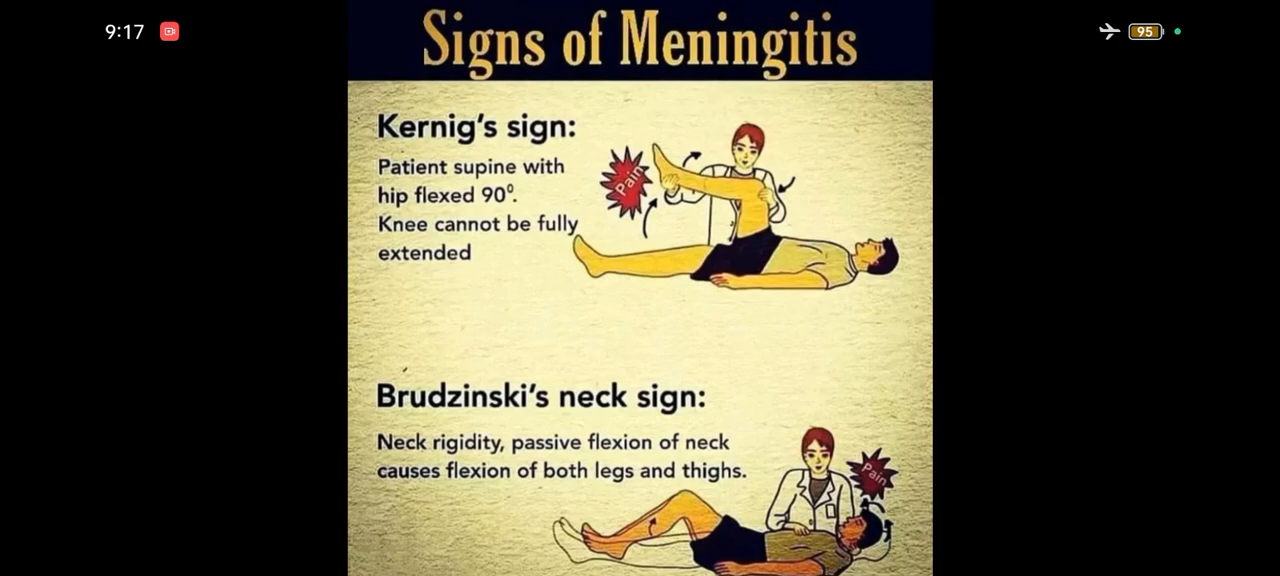 9:17
95
Signs of Meningitis
Kernig's sign:
Patient supine with
hip flexed 90⁰.
Knee cannot be fully
extended
Pain
Brudzinski's neck sign:
Neck rigidity, passive flexion of neck
causes flexion of both legs and thighs.
Pain